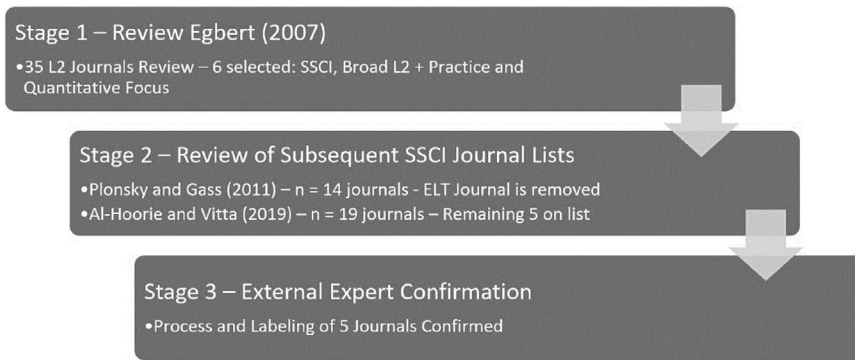 Stage 1 – Review Egbert (2007)
•35 L2 Journals Review – 6 selected: SSCI, Broad L2 + Practice and
Quantitative Focus
Stage 2 – Review of Subsequent SSCI Journal Lists
•Plonsky and Gass (2011) – n = 14 journals - ELT Journal is removed
•Al-Hoorie and Vitta (2019) – n = 19 journals – Remaining 5 on list
Stage 3 – External Expert Confirmation
•Process and Labeling of 5 Journals Confirmed